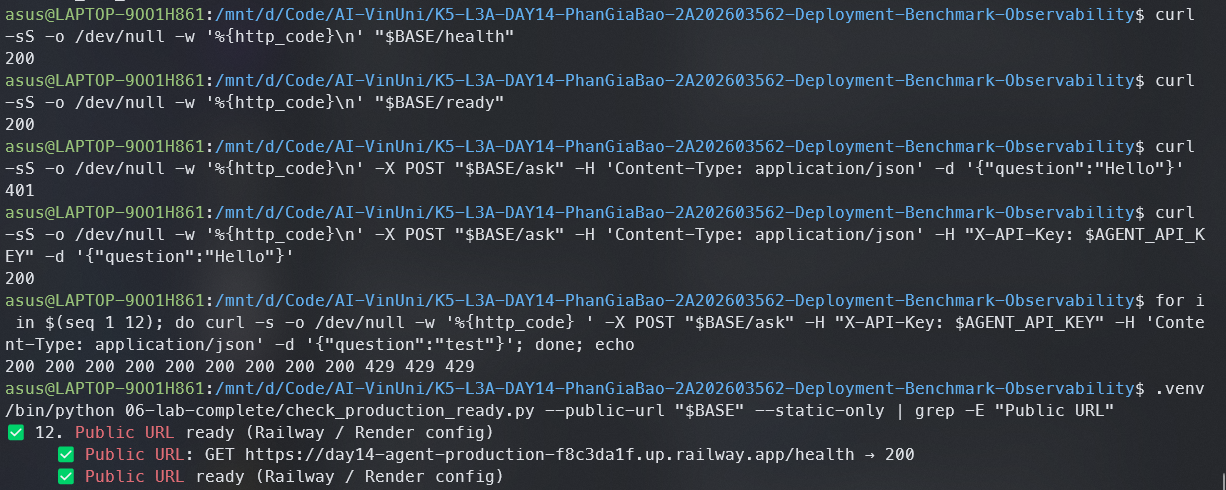 asus@LAPTOP-9OO1H861:/mnt/d/Code/AI-VinUni/K5-L3A-DAY14-PhanGiaBao-2A202603562-Deployment-Benchmark-Observability$ curl
-sS -o /dev/null -w '%{http_code}\n' "$BASE/health"
200
asus@LAPTOP-9OO1H861:/mnt/d/Code/AI-VinUni/K5-L3A-DAY14-PhanGiaBao-2A202603562-Deployment-Benchmark-Observability$ curl
-sS -o /dev/null -w '%{http_code}\n' "$BASE/ready"
200
asus@LAPTOP-9OO1H861:/mnt/d/Code/AI-VinUni/K5-L3A-DAY14-PhanGiaBao-2A202603562-Deployment-Benchmark-Observability$ curl
-sS -o /dev/null -w '%{http_code}\n' -X POST "$BASE/ask" -H 'Content-Type: application/json' -d '{"question":"Hello"}'
401
asus@LAPTOP-9OO1H861:/mnt/d/Code/AI-VinUni/K5-L3A-DAY14-PhanGiaBao-2A202603562-Deployment-Benchmark-Observability$ curl
-sS -o /dev/null -w '%{http_code}\n' -X POST "$BASE/ask" -H 'Content-Type: application/json' -H "X-API-Key: $AGENT_API_K
EY" -d '{"question":"Hello"}'
200
asus@LAPTOP-9OO1H861:/mnt/d/Code/AI-VinUni/K5-L3A-DAY14-PhanGiaBao-2A202603562-Deployment-Benchmark-Observability$ for i
 in $(seq 1 12); do curl -s -o /dev/null -w '%{http_code} ' -X POST "$BASE/ask" -H "X-API-Key: $AGENT_API_KEY" -H 'Conte
nt-Type: application/json' -d '{"question":"test"}'; done; echo
200 200 200 200 200 200 200 200 200 429 429 429
asus@LAPTOP-9OO1H861:/mnt/d/Code/AI-VinUni/K5-L3A-DAY14-PhanGiaBao-2A202603562-Deployment-Benchmark-Observability$ .venv
/bin/python 06-lab-complete/check_production_ready.py --public-url "$BASE" --static-only | grep -E "Public URL"
✅ 12. Public URL ready (Railway / Render config)
✅ Public URL: GET https://day14-agent-production-f8c3da1f.up.railway.app/health → 200
✅ Public URL ready (Railway / Render config)